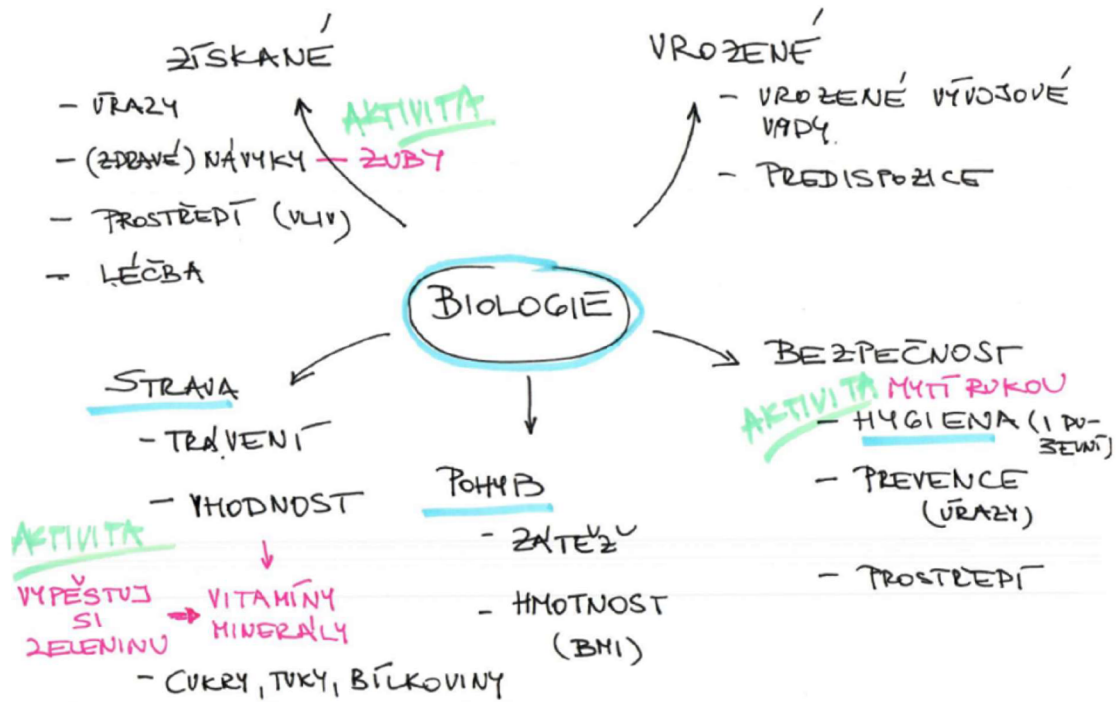 ZÍSKANÉ
- ÚRAZY
AKTIVITA
- (ZDRAVÉ) NÁVYKY - ZUBY
- PROSTŘEDÍ (VLIV)
- LÉČBA
VROZENÉ
- VROZENÉ VÝVOJOVÉ
VADY
- PREDISPOZICE
BIOLOGIE
STRAVA
- TRÁVENÍ
- VHODNOST
AKTIVITA
VYPĚSTUJ
SI
ZELENINU
VITAMÍNY
MINERÁLY
- CUKRY, TUKY, BÍLKOVINY
POHYB
- ZÁTĚŽ
- HMOTNOST
(BMI)
BEZPEČNOST
AKTIVITA MYTÍ RUKOU
- HYGIENA (I DU-
ŠEVNÍ)
- PREVENCE
(ÚRAZY)
- PROSTŘEDÍ